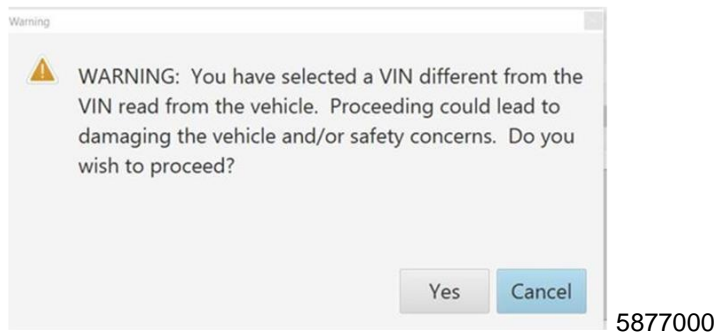 Warning
WARNING: You have selected a VIN different from the
VIN read from the vehicle. Proceeding could lead to
damaging the vehicle and/or safety concerns. Do you
wish to proceed?
Yes
Cancel
5877000